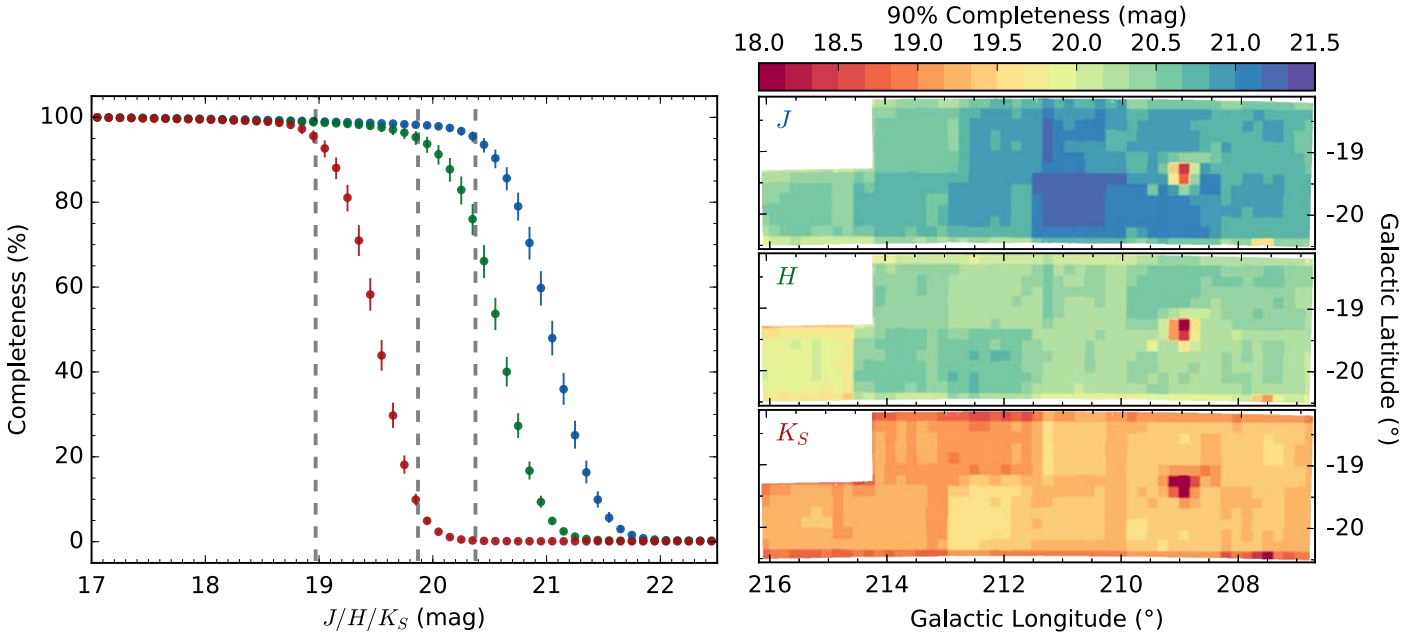 100
80
60
40
20
0
Completeness (%)
17 18 19 20 21 22
J/H/K_S (mag)
90% Completeness (mag)
18.0 18.5 19.0 19.5 20.0 20.5 21.0 21.5
J
-19
-20
H
-19
-20
K_S
-19
-20
Galactic Latitude (°)
216 214 212 210 208
Galactic Longitude (°)